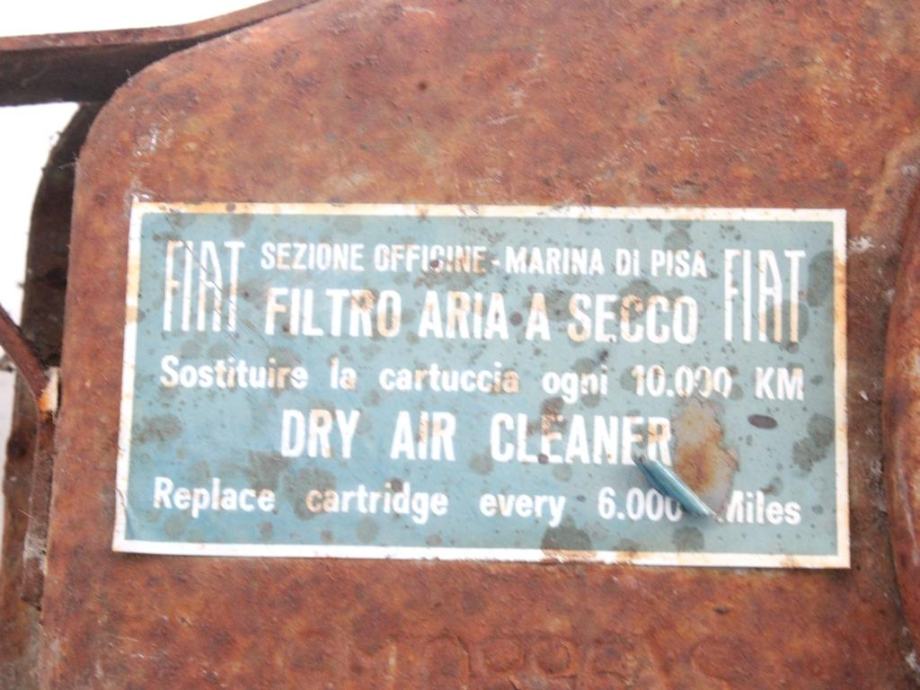 FIAT SEZIONE OFFICINE - MARINA DI PISA FIAT
FILTRO ARIA A SECCO
Sostituire la cartuccia ogni 10.000 KM
DRY AIR CLEANER
Replace cartridge every 6.000 Miles